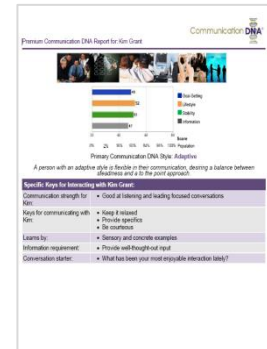 Communication DNA
Premium Communication DNA Report for Kim Grant
Goal-Setting
Lifestyle
Stability
Information
Score
Population
Primary Communication DNA Style: Adaptive
A person with an adaptive style is flexible in their communication, desiring a balance between
steadiness and a to the point approach.
Specific Keys for Interacting with Kim Grant:
Communication strength for Kim:
• Good at listening and leading focused conversations
Keys for communicating with Kim:
• Keep it relaxed
• Provide specifics
• Be courteous
Learns by:
• Sensory and concrete examples
Information requirement:
• Provide well-thought-out input
Conversation starter:
• What has been your most enjoyable interaction lately?